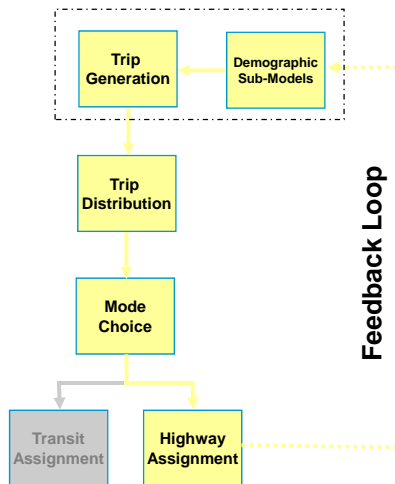 Trip
Generation
Demographic
Sub-Models
Trip
Distribution
Feedback Loop
Mode
Choice
Transit
Assignment
Highway
Assignment